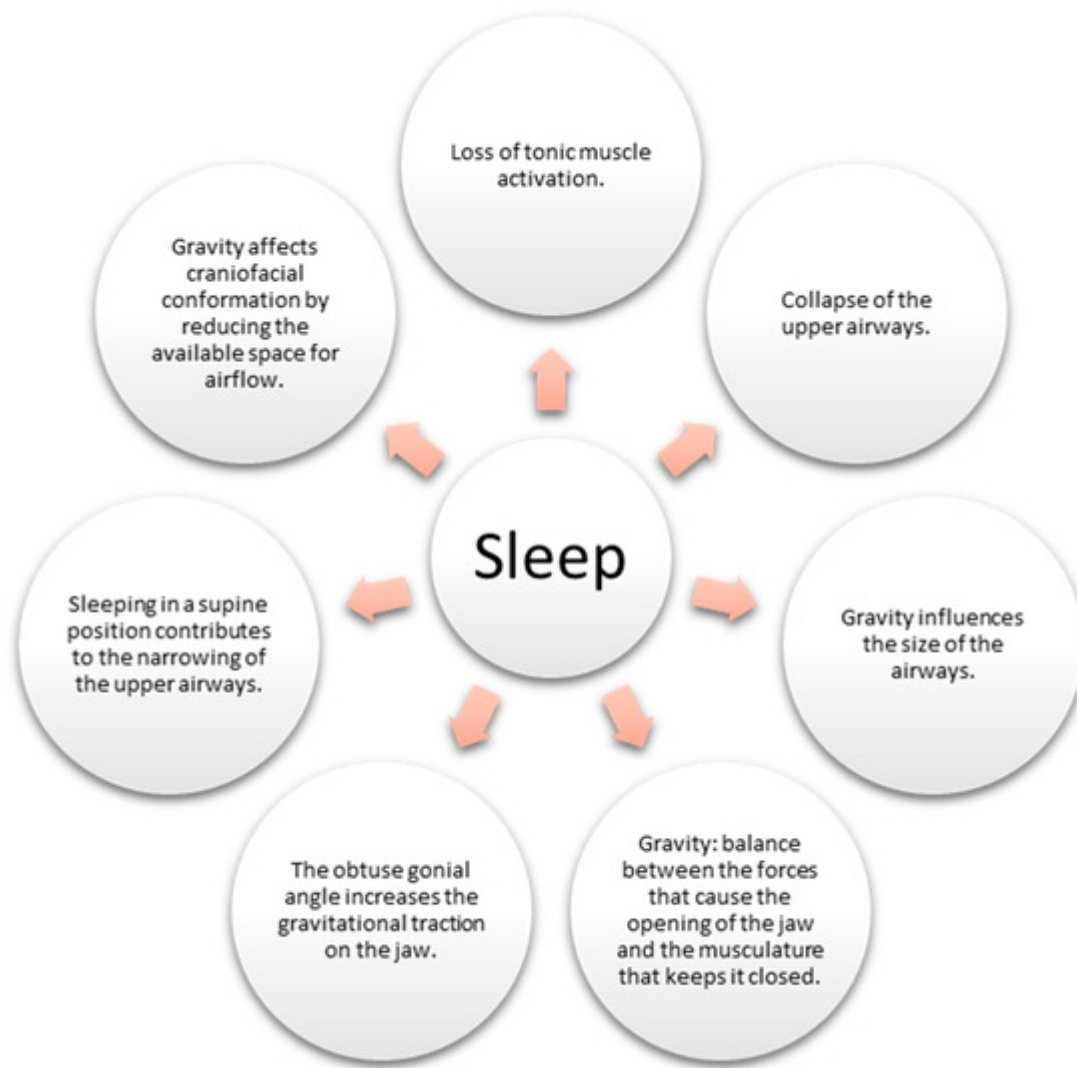 Loss of tonic muscle
activation.
Collapse of the
upper airways.
Gravity influences
the size of the
airways.
Gravity: balance
between the forces
that cause the
opening of the jaw
and the musculature
that keeps it closed.
The obtuse gonial
angle increases the
gravitational traction
on the jaw.
Sleeping in a supine
position contributes
to the narrowing of
the upper airways.
Gravity affects
craniofacial
conformation by
reducing the
available space for
airflow.
Sleep